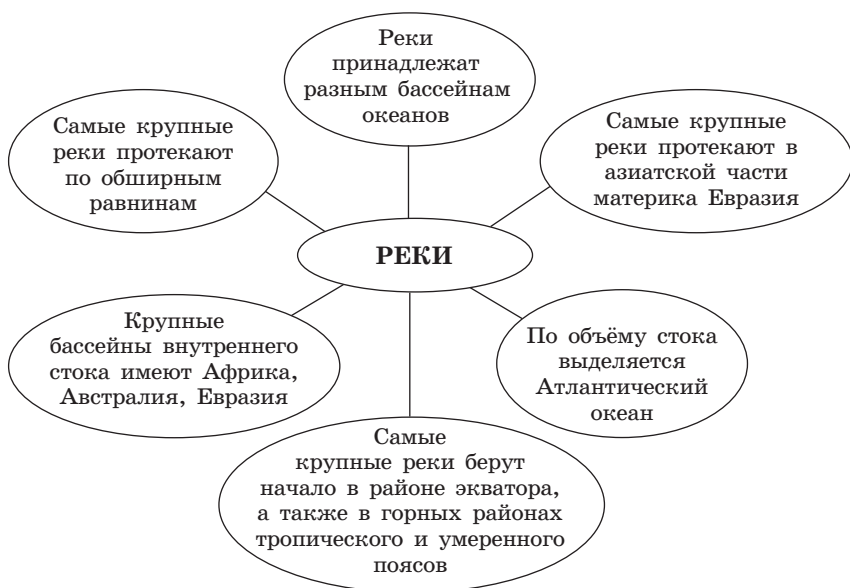 Реки
принадлежат
разным бассейнам
океанов
Самые крупные
реки протекают
по обширным
равнинам
Самые крупные
реки протекают в
азиатской части
материка Евразия
РЕКИ
Крупные
бассейны внутреннего
стока имеют Африка,
Австралия, Евразия
По объёму стока
выделяется
Атлантический
океан
Самые
крупные реки берут
начало в районе экватора,
а также в горных районах
тропического и умеренного
поясов